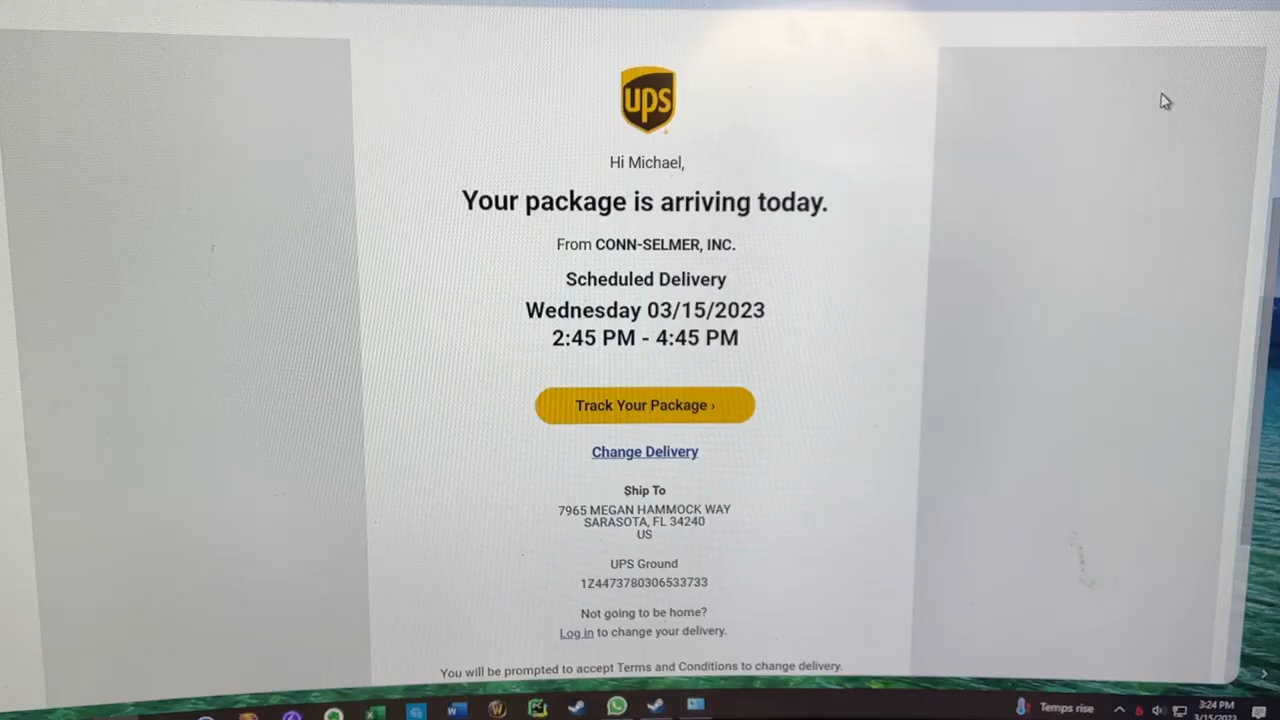 ups
Hi Michael,
Your package is arriving today.
From CONN-SELMER, INC.
Scheduled Delivery
Wednesday 03/15/2023
2:45 PM - 4:45 PM
Track Your Package ›
Change Delivery
Ship To
7965 MEGAN HAMMOCK WAY
SARASOTA, FL 34240
US
UPS Ground
1Z4473780306533733
Not going to be home?
Log in to change your delivery.
You will be prompted to accept Terms and Conditions to change delivery.
Temps rise
3:24 PM
3/15/2023